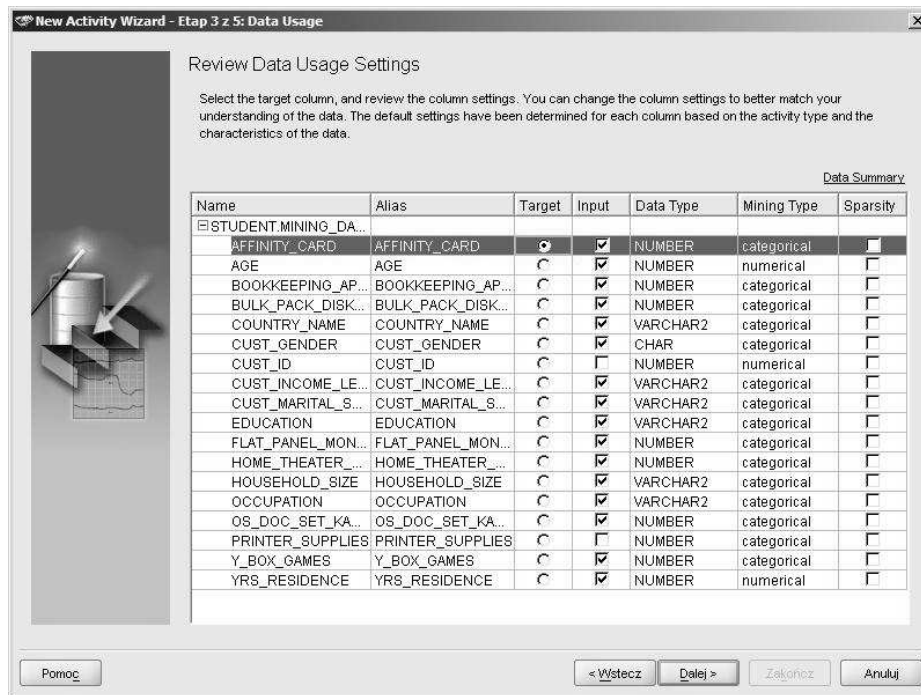 New Activity Wizard - Etap 3 z 5: Data Usage
Review Data Usage Settings
Select the target column, and review the column settings. You can change the column settings to better match your
understanding of the data. The default settings have been determined for each column based on the activity type and the
characteristics of the data.
Data Summary
Name Alias Target Input Data Type Mining Type Sparsity
STUDENT.MINING_DA...
AFFINITY_CARD AFFINITY_CARD NUMBER categorical
AGE AGE NUMBER numerical
BOOKKEEPING_AP... BOOKKEEPING_AP... NUMBER categorical
BULK_PACK_DISK... BULK_PACK_DISK... NUMBER categorical
COUNTRY_NAME COUNTRY_NAME VARCHAR2 categorical
CUST_GENDER CUST_GENDER CHAR categorical
CUST_ID CUST_ID NUMBER numerical
CUST_INCOME_LE... CUST_INCOME_LE... VARCHAR2 categorical
CUST_MARITAL_S... CUST_MARITAL_S... VARCHAR2 categorical
EDUCATION EDUCATION VARCHAR2 categorical
FLAT_PANEL_MON... FLAT_PANEL_MON... NUMBER categorical
HOME_THEATER_... HOME_THEATER_... NUMBER categorical
HOUSEHOLD_SIZE HOUSEHOLD_SIZE VARCHAR2 categorical
OCCUPATION OCCUPATION VARCHAR2 categorical
OS_DOC_SET_KA... OS_DOC_SET_KA... NUMBER categorical
PRINTER_SUPPLIES PRINTER_SUPPLIES NUMBER categorical
Y_BOX_GAMES Y_BOX_GAMES NUMBER categorical
YRS_RESIDENCE YRS_RESIDENCE NUMBER numerical
Pomoc < Wstecz Dalej > Zakończ Anuluj